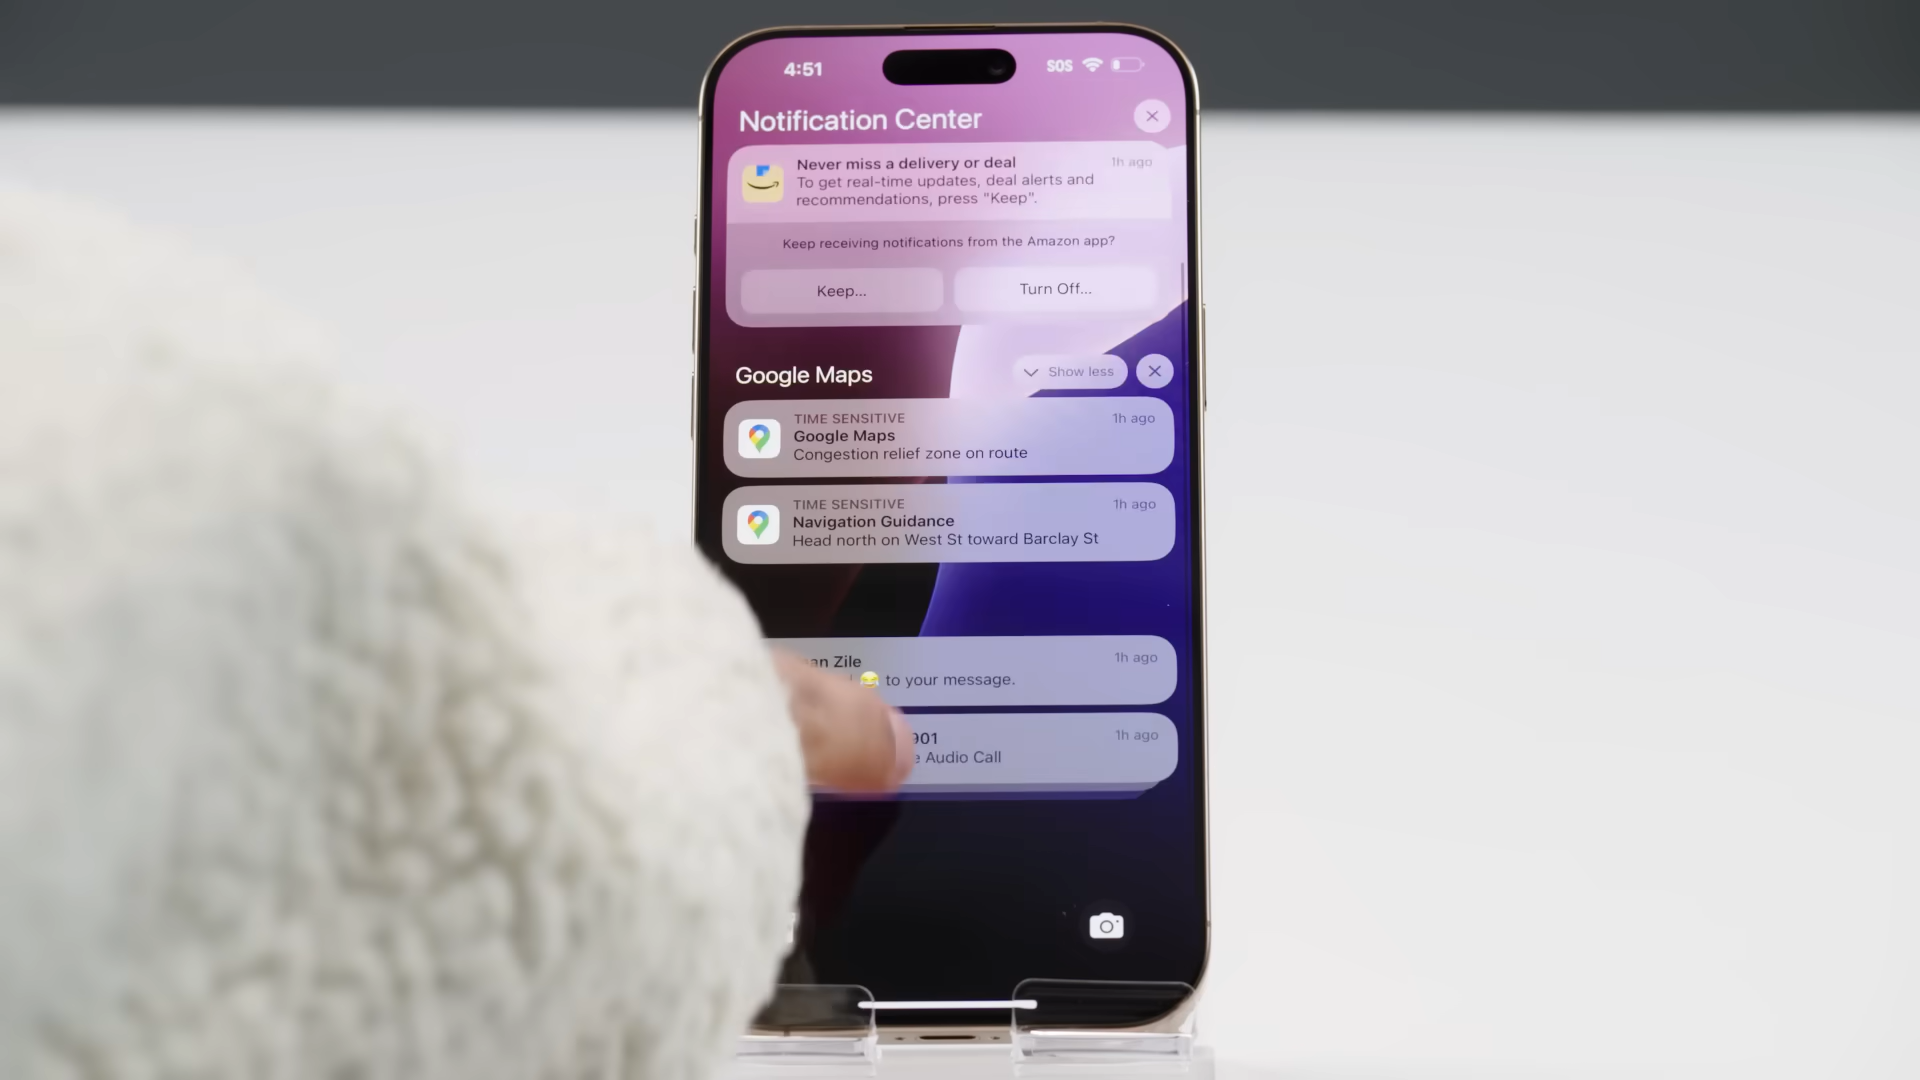 4:51
SOS
Notification Center
Never miss a delivery or deal
1h ago
To get real-time updates, deal alerts and
recommendations, press "Keep".
Keep receiving notifications from the Amazon app?
Keep...
Turn Off...
Google Maps
Show less
TIME SENSITIVE
1h ago
Google Maps
Congestion relief zone on route
TIME SENSITIVE
1h ago
Navigation Guidance
Head north on West St toward Barclay St
an Zile
1h ago
😂 to your message.
901
1h ago
e Audio Call